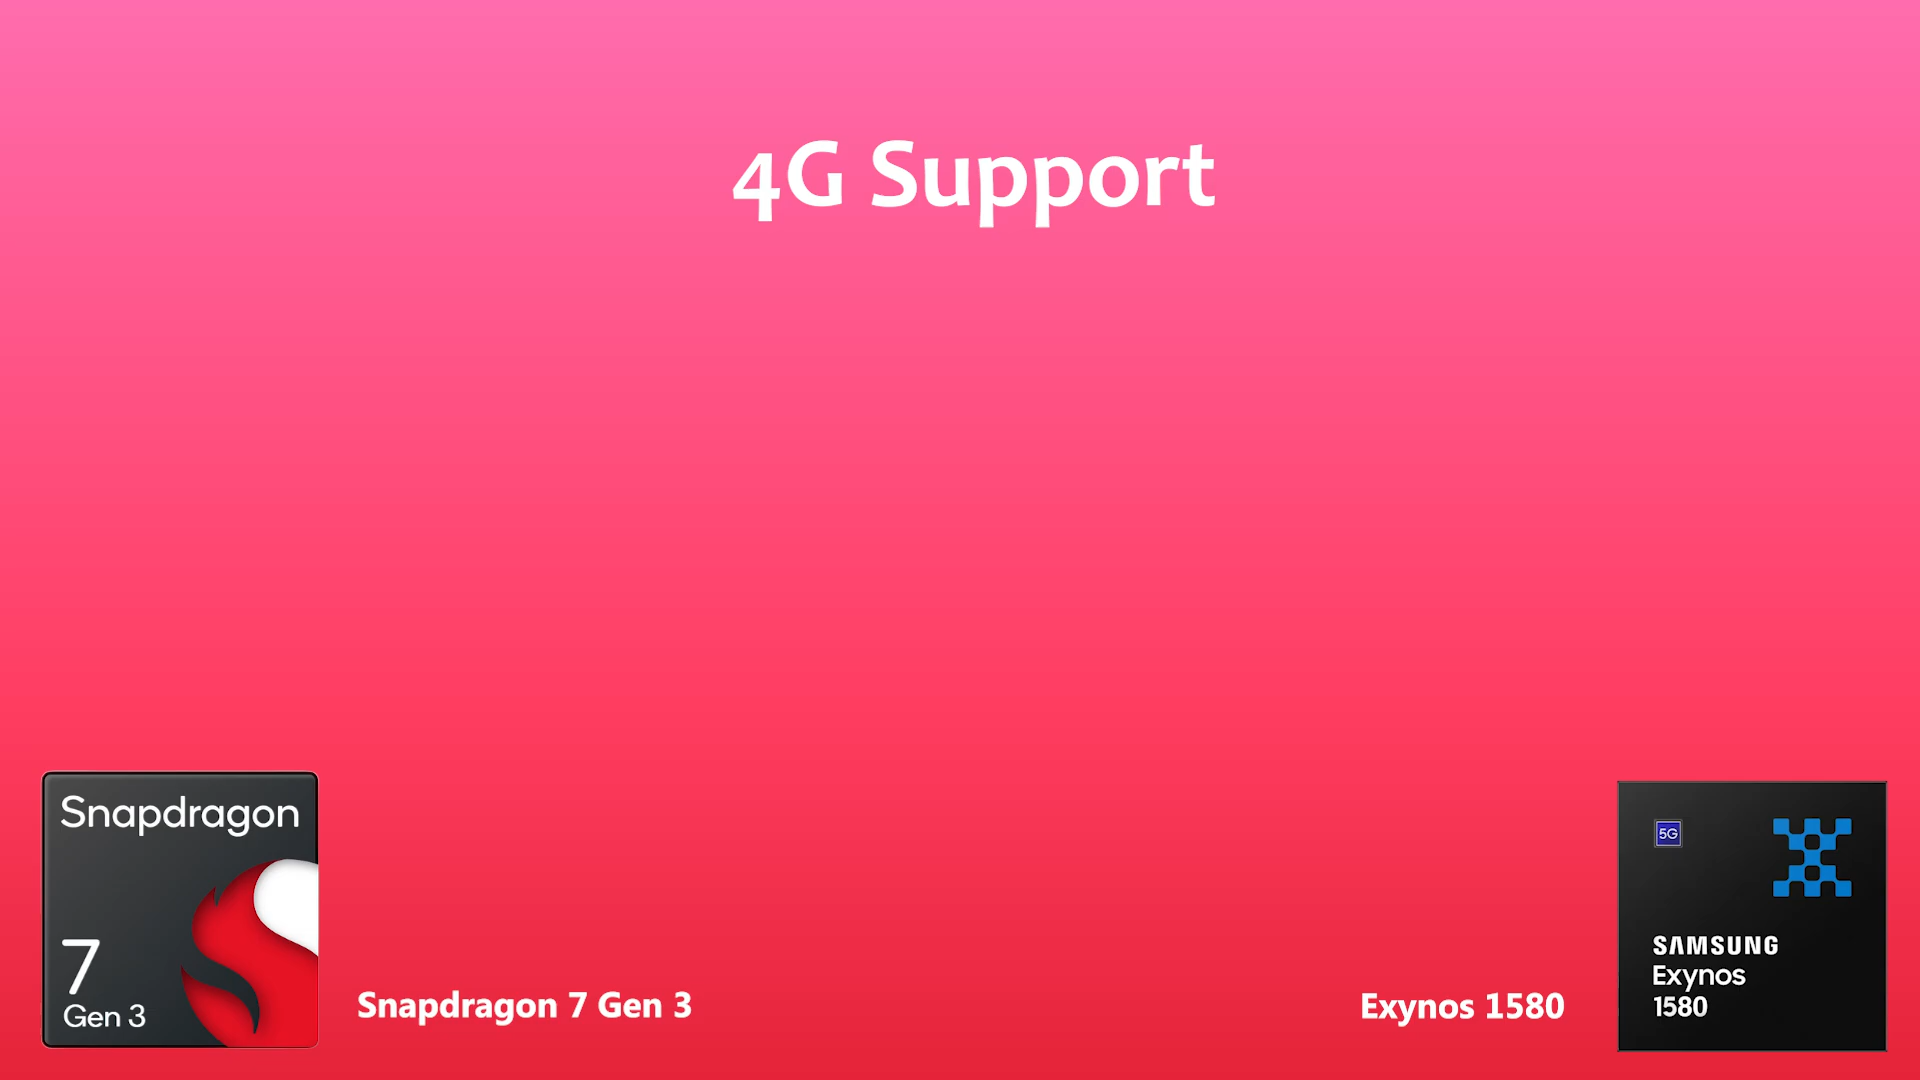 4G Support
Snapdragon
7
Gen 3
Snapdragon 7 Gen 3
Exynos 1580
5G
SAMSUNG
Exynos
1580